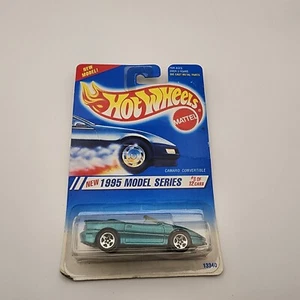 NEW MODEL!
HOT WHEELS
MATTEL
CAMARO CONVERTIBLE
NEW 1995 MODEL SERIES
12 CARS
13340